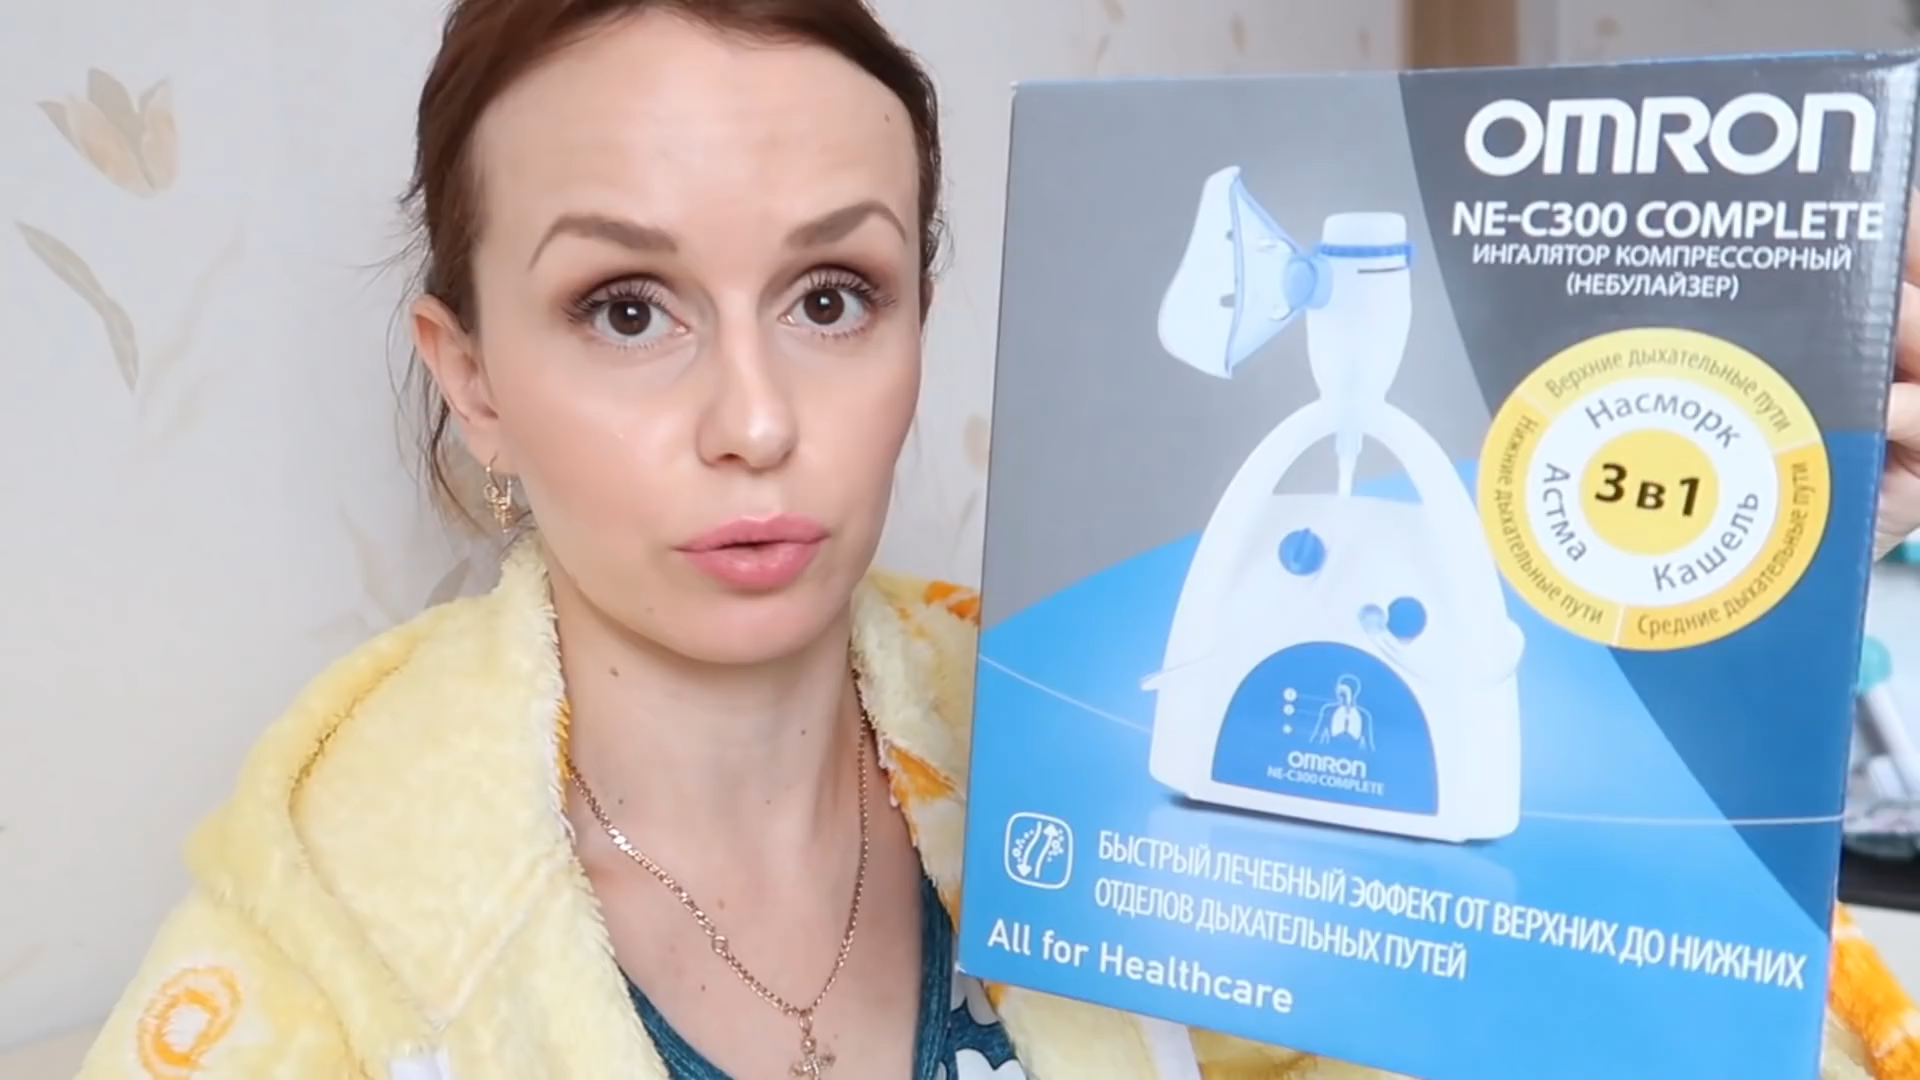 OMRON
NE-C300 COMPLETE
ИНГАЛЯТОР КОМПРЕССОРНЫЙ
(НЕБУЛАЙЗЕР)
Верхние дыхательные пути
Насморк
3 в 1
Астма
Кашель
Нижние дыхательные пути
Средние дыхательные пути
OMRON
NE-C300 COMPLETE
БЫСТРЫЙ ЛЕЧЕБНЫЙ ЭФФЕКТ ОТ ВЕРХНИХ ДО НИЖНИХ
ОТДЕЛОВ ДЫХАТЕЛЬНЫХ ПУТЕЙ
All for Healthcare